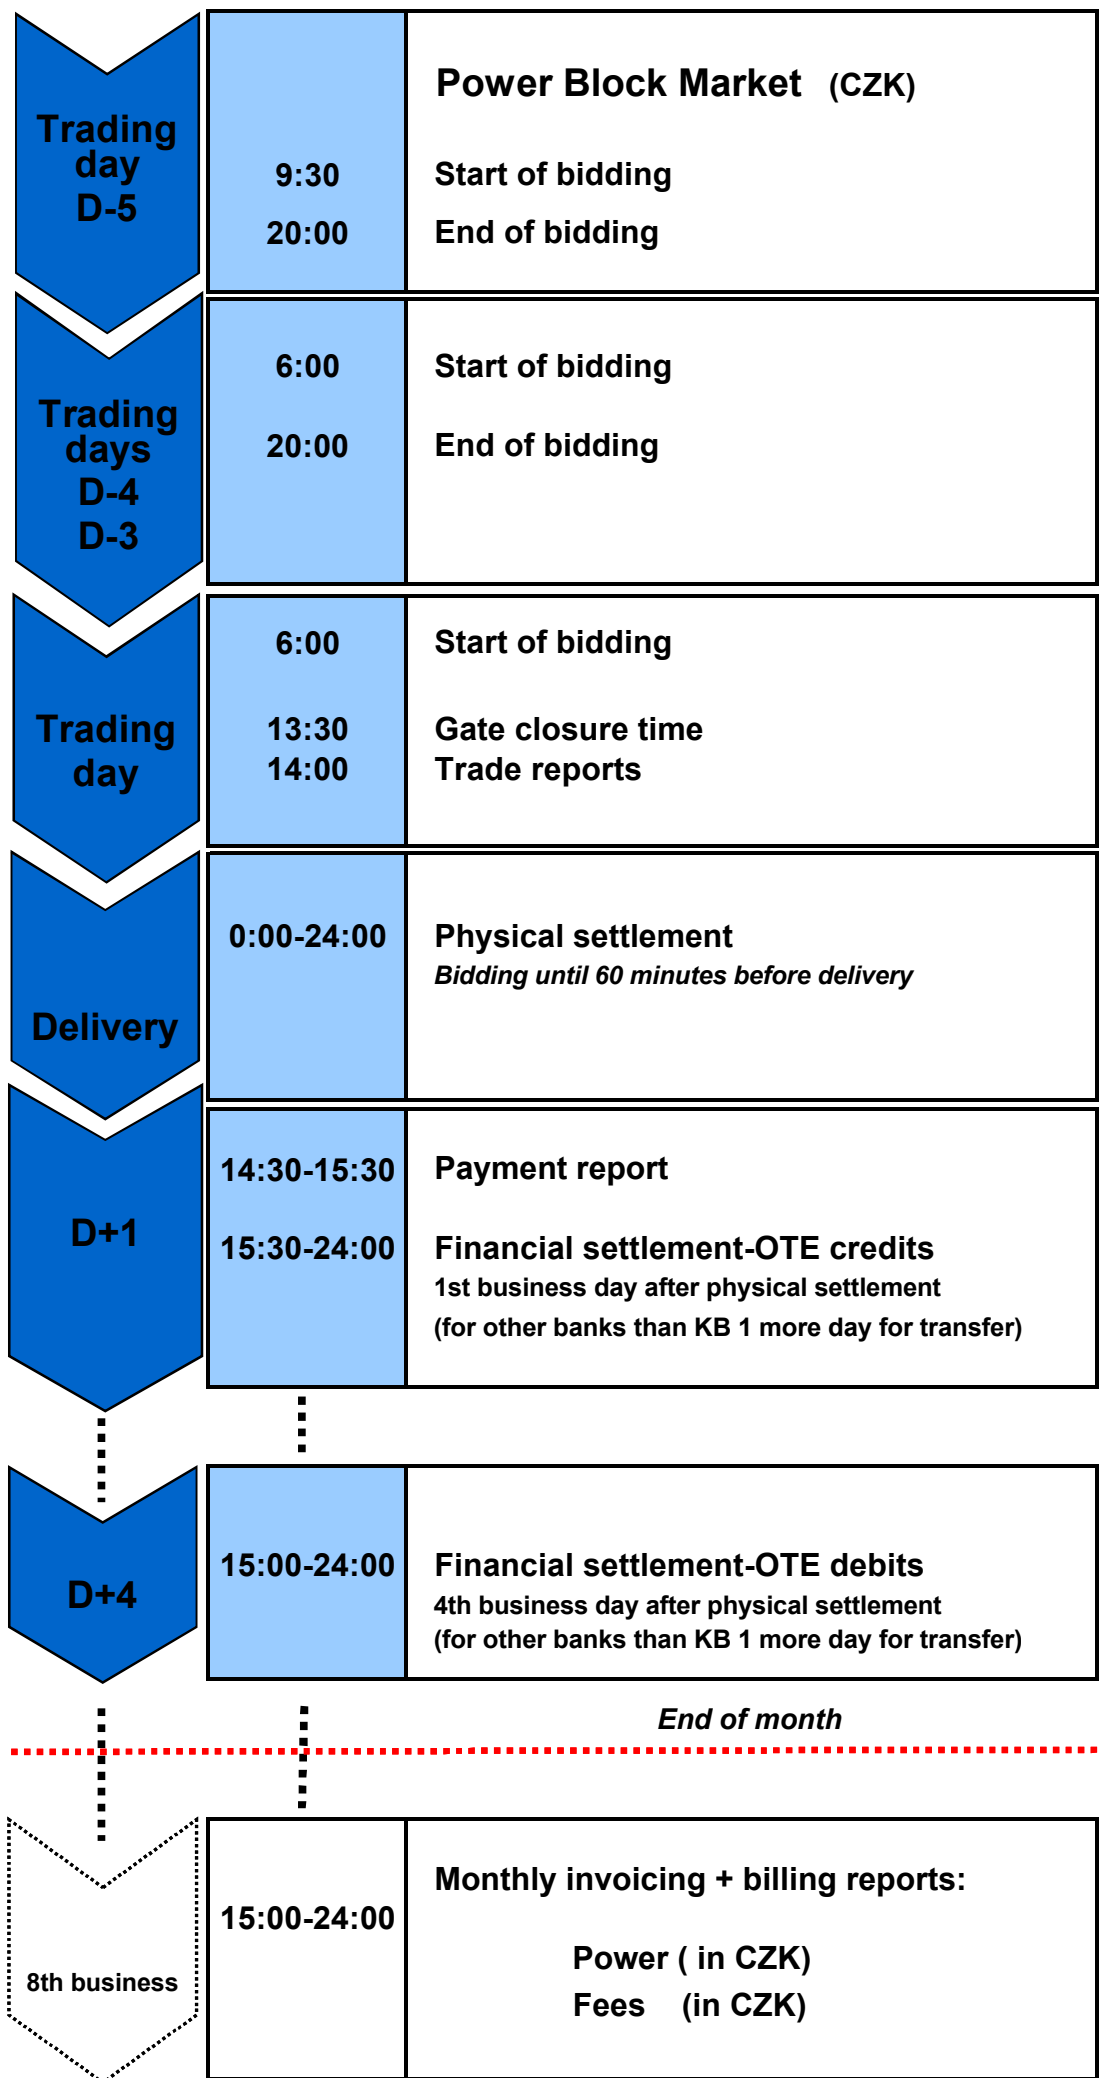 Power Block Market (CZK)
Trading
day
D-5
9:30 Start of bidding
20:00 End of bidding
Trading
days
D-4
D-3
6:00 Start of bidding
20:00 End of bidding
Trading
day
6:00 Start of bidding
13:30 Gate closure time
14:00 Trade reports
Delivery
0:00-24:00 Physical settlement
Bidding until 60 minutes before delivery
D+1
14:30-15:30 Payment report
15:30-24:00 Financial settlement-OTE credits
1st business day after physical settlement
(for other banks than KB 1 more day for transfer)
D+4
15:00-24:00 Financial settlement-OTE debits
4th business day after physical settlement
(for other banks than KB 1 more day for transfer)
End of month
8th business
15:00-24:00
Monthly invoicing + billing reports:
Power ( in CZK)
Fees (in CZK)